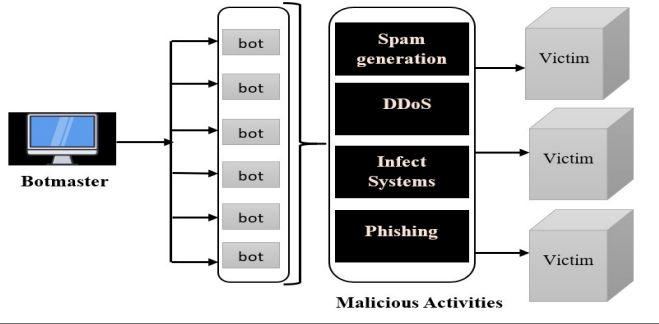 Botmaster
bot
bot
bot
bot
bot
bot
Spam
generation
DDoS
Infect
Systems
Phishing
Malicious Activities
Victim
Victim
Victim